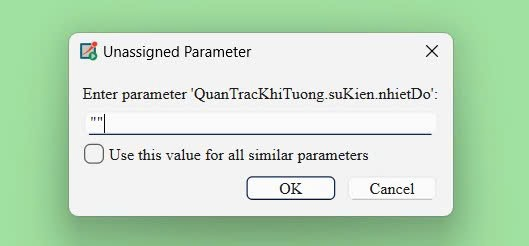 Unassigned Parameter
Enter parameter 'QuanTracKhiTuong.suKien.nhietDo':
""
Use this value for all similar parameters
OK Cancel